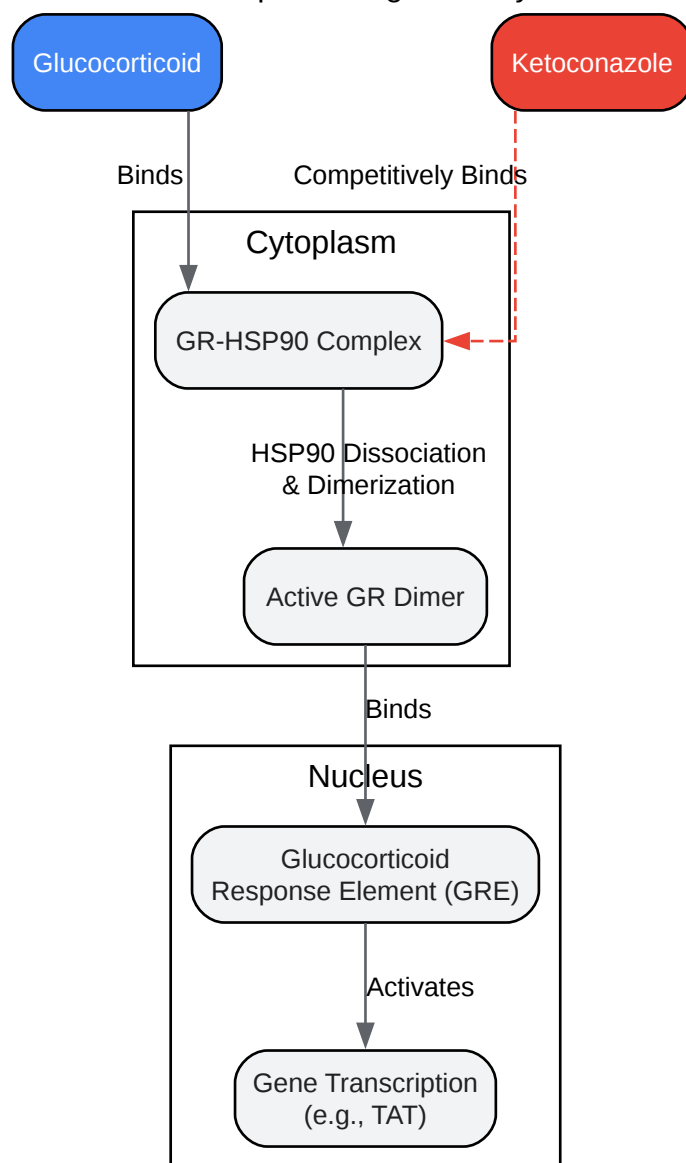 Glucocorticoid
Ketoconazole
Binds
Competitively Binds
Cytoplasm
GR-HSP90 Complex
HSP90 Dissociation
& Dimerization
Active GR Dimer
Binds
Nucleus
Glucocorticoid
Response Element (GRE)
Activates
Gene Transcription
(e.g., TAT)